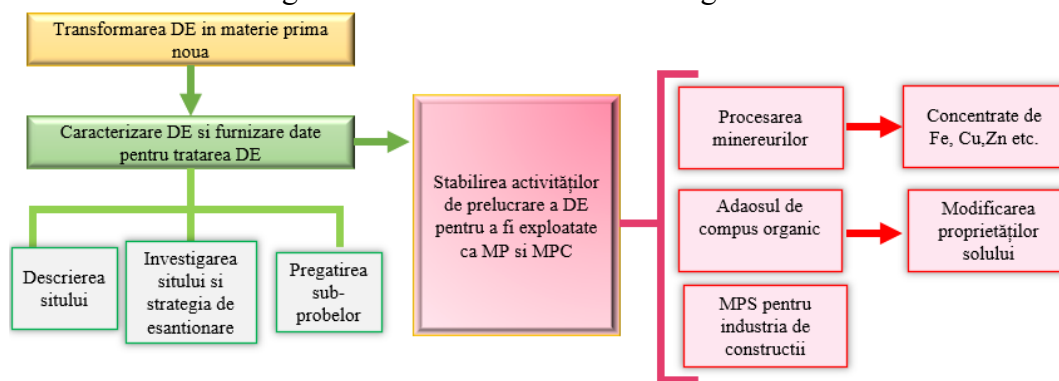 Transformarea DE in materie prima
noua
Caracterizare DE si furnizare date
pentru tratarea DE
Descrierea
sitului
Investigarea
sitului si
strategia de
esantionare
Pregatirea
sub-
probelor
Stabilirea activităților
de prelucrare a DE
pentru a fi exploatate
ca MP si MPC
Procesarea
minereurilor
Concentrate de
Fe, Cu,Zn etc.
Adaosul de
compus organic
Modificarea
proprietăților
solului
MPS pentru
industria de
constructii